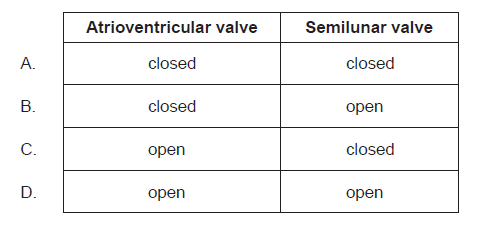 Atrioventricular valve Semilunar valve
A. closed closed
B. closed open
C. open closed
D. open open